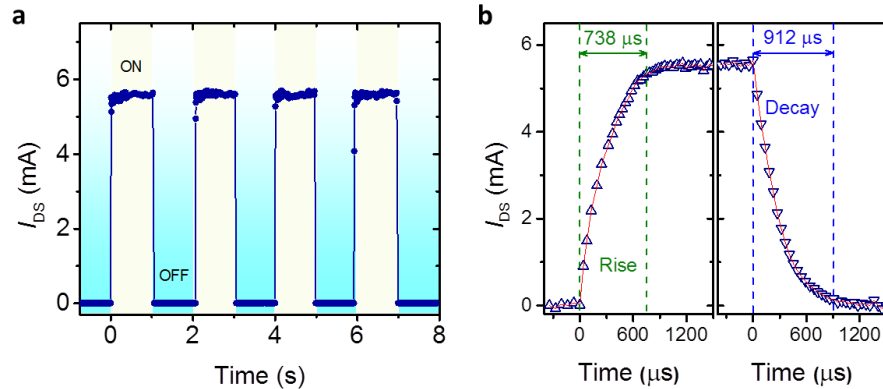 a
I_DS (mA)
8
6
4
2
0
ON
OFF
0 2 4 6 8
Time (s)
b
I_DS (mA)
6
4
2
0
738 μs
Rise
0 600 1200
Time (μs)
912 μs
Decay
0 600 1200
Time (μs)